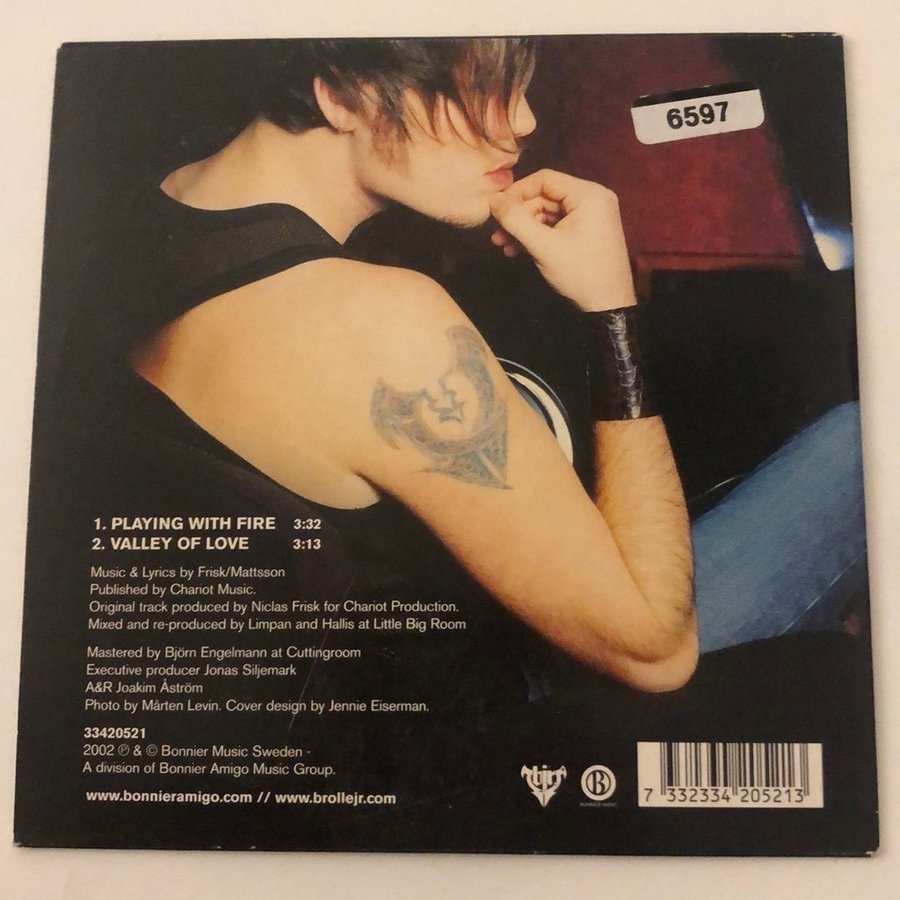 6597
1. PLAYING WITH FIRE 3:32
2. VALLEY OF LOVE 3:13
Music & Lyrics by Frisk/Mattsson
Published by Chariot Music.
Original track produced by Niclas Frisk for Chariot Production.
Mixed and re-produced by Limpan and Hallis at Little Big Room
Mastered by Björn Engelmann at Cuttingroom
Executive producer Jonas Siljemark
A&R Joakim Åström
Photo by Mårten Levin. Cover design by Jennie Eiserman.
33420521
2002 ℗ & © Bonnier Music Sweden -
A division of Bonnier Amigo Music Group.
www.bonnieramigo.com // www.brollejr.com
bjr
B
BONNIER MUSIC
7 332334 205213